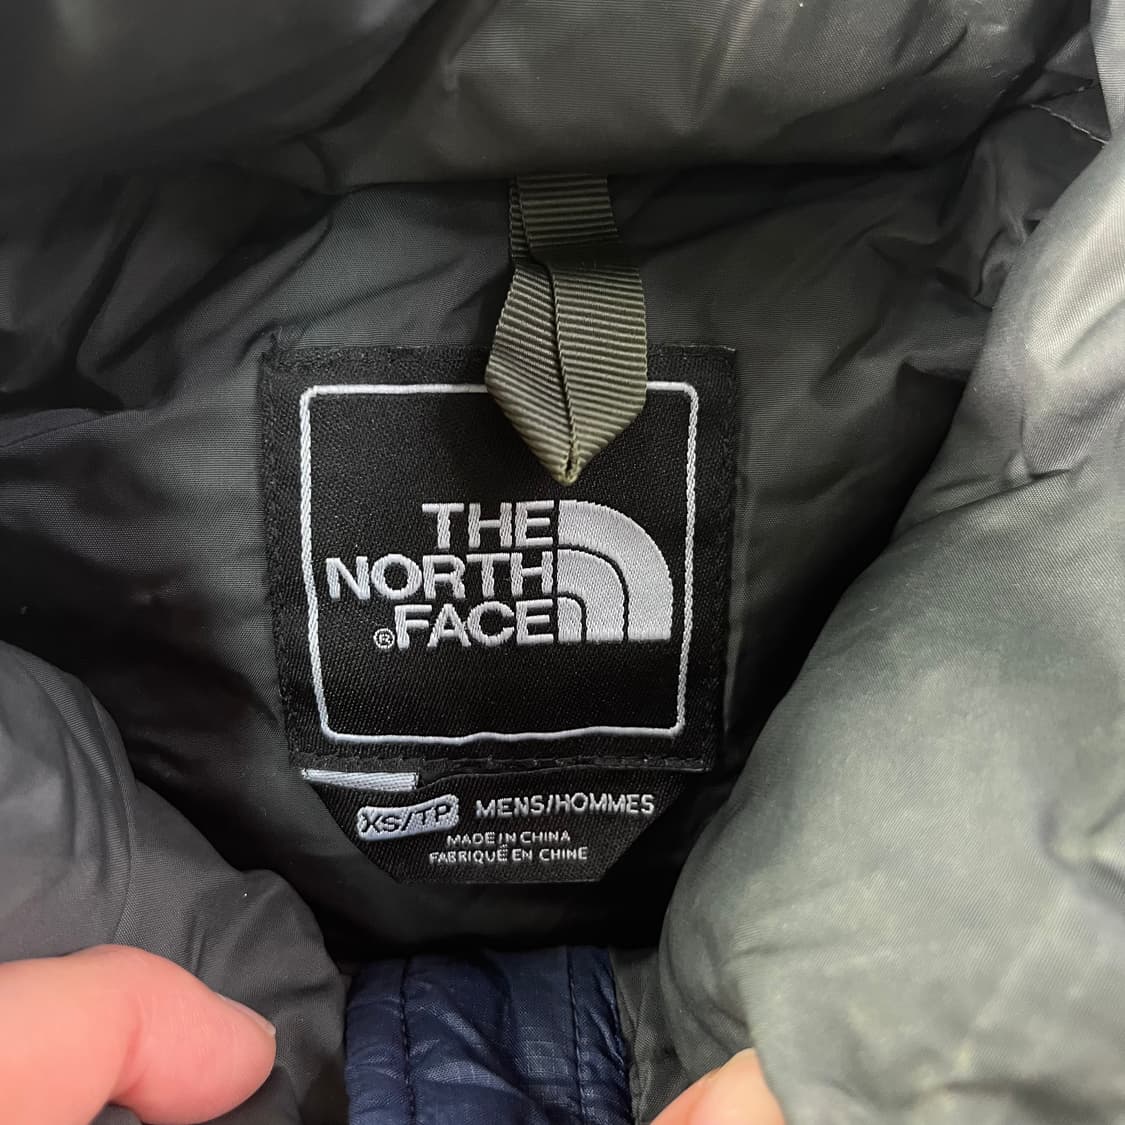 THE
NORTH
®FACE
XS/TP MENS/HOMMES
MADE IN CHINA
FABRIQUÉ EN CHINE